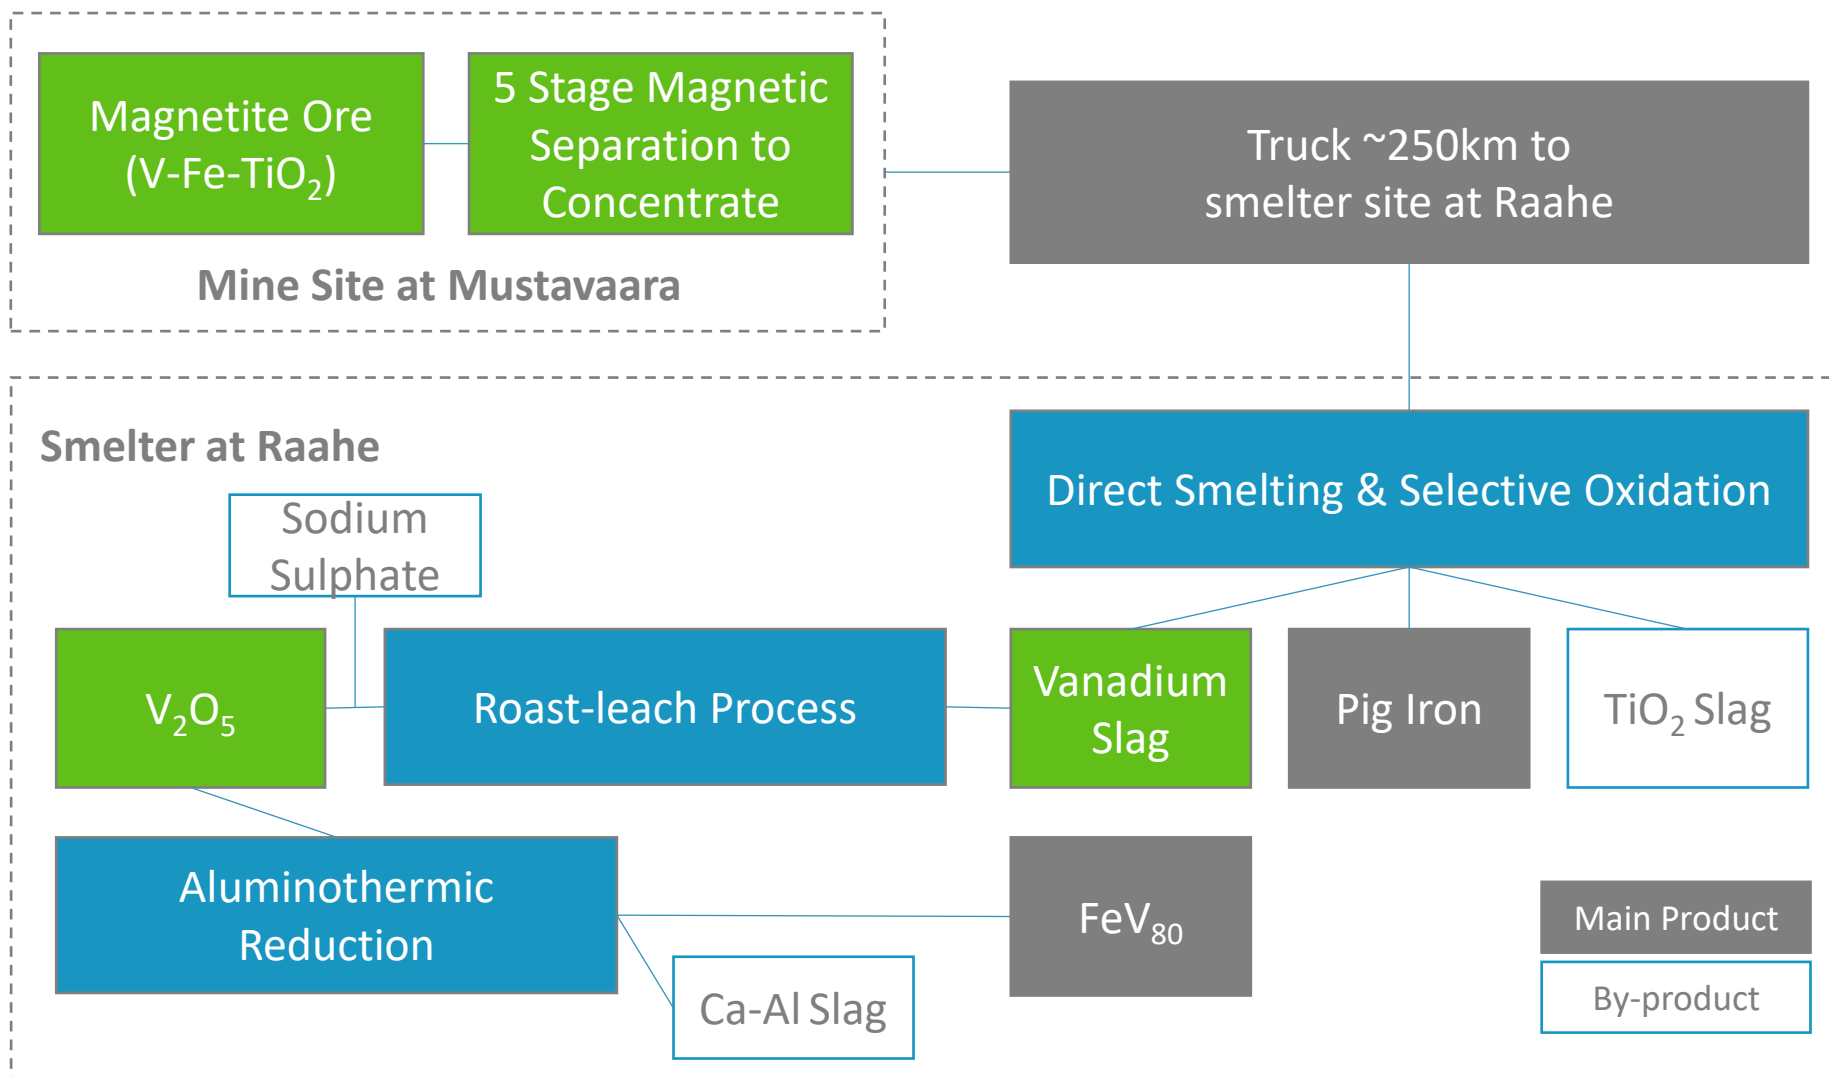 Magnetite Ore
(V-Fe-TiO₂)
5 Stage Magnetic
Separation to
Concentrate
Mine Site at Mustavaara
Truck ~250km to
smelter site at Raahe
Smelter at Raahe
Direct Smelting & Selective Oxidation
Sodium
Sulphate
V₂O₅
Roast-leach Process
Vanadium
Slag
Pig Iron
TiO₂ Slag
Aluminothermic
Reduction
Ca-Al Slag
FeV₈₀
Main Product
By-product